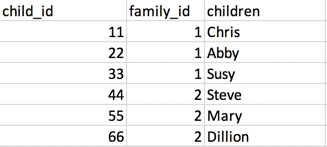 child_id family_id children
11 1 Chris
22 1 Abby
33 1 Susy
44 2 Steve
55 2 Mary
66 2 Dillion